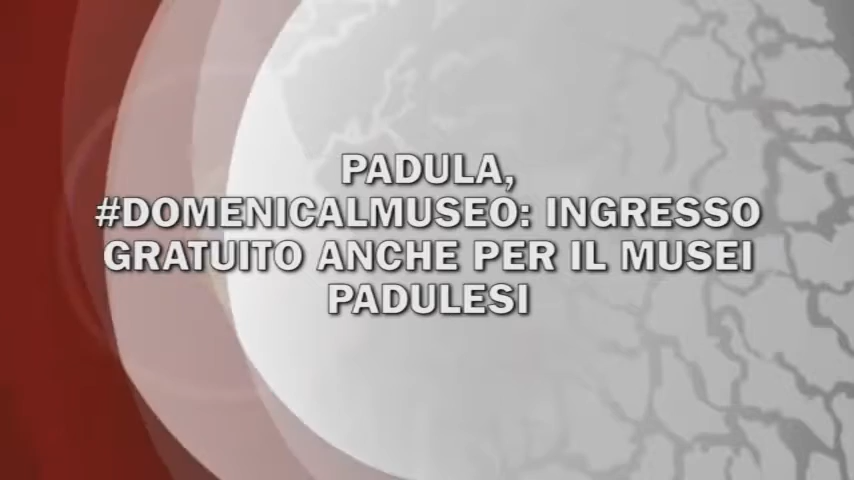 PADULA,
#DOMENICALMUSEO: INGRESSO
GRATUITO ANCHE PER IL MUSEI
PADULESI